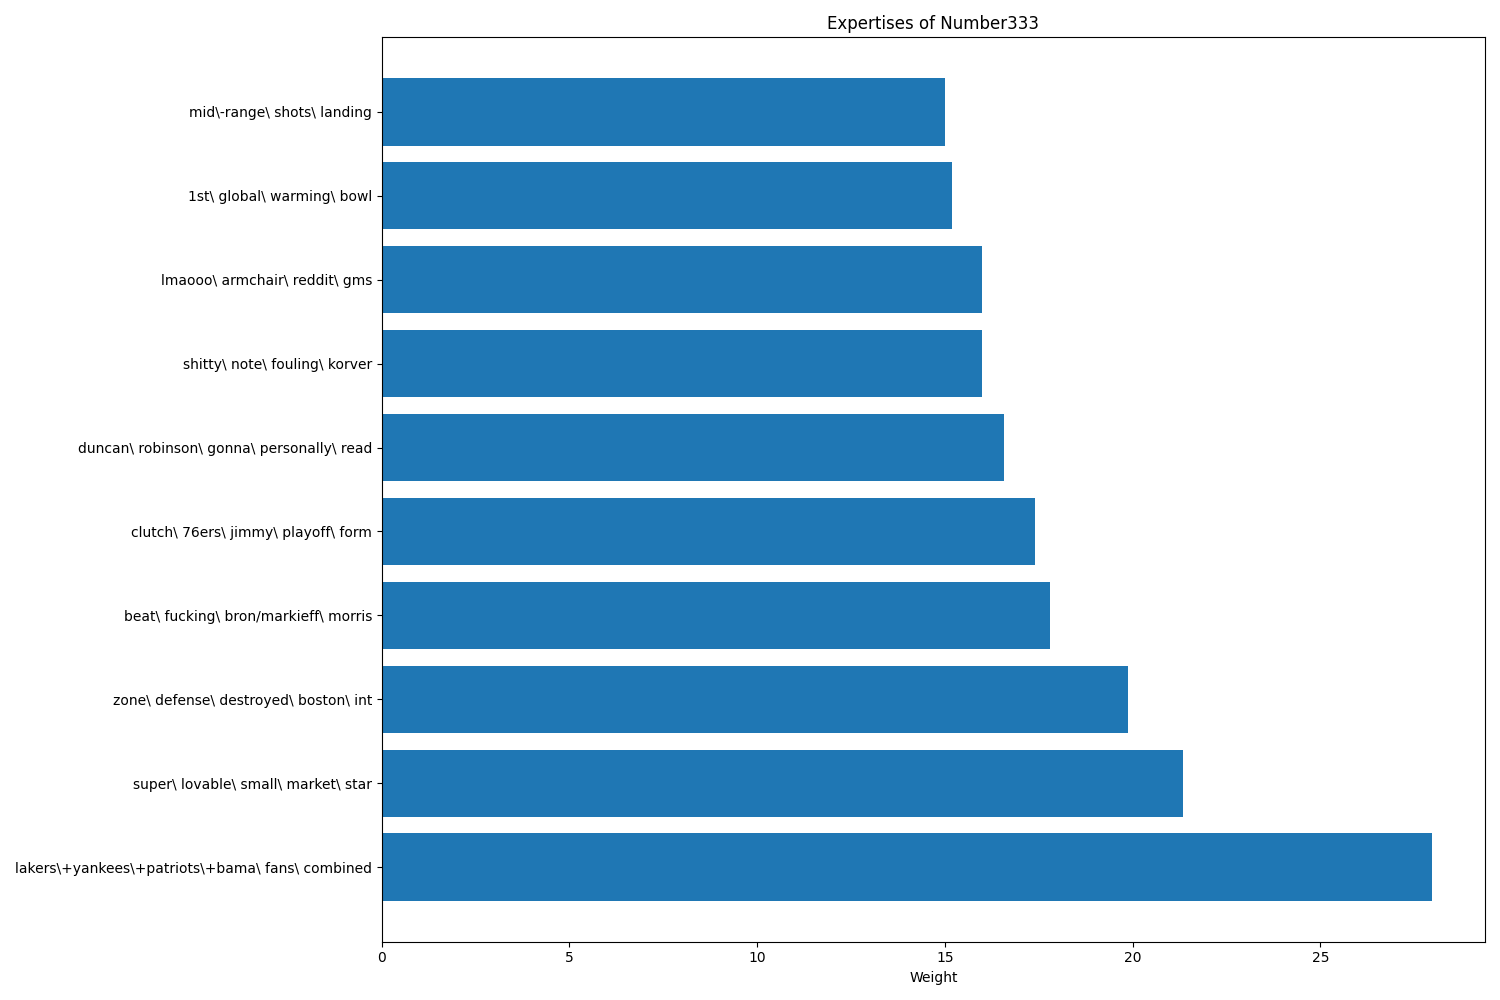 Expertises of Number333
mid\-range\ shots\ landing
1st\ global\ warming\ bowl
lmaooo\ armchair\ reddit\ gms
shitty\ note\ fouling\ korver
duncan\ robinson\ gonna\ personally\ read
clutch\ 76ers\ jimmy\ playoff\ form
beat\ fucking\ bron/markieff\ morris
zone\ defense\ destroyed\ boston\ int
super\ lovable\ small\ market\ star
lakers\+yankees\+patriots\+bama\ fans\ combined
0 5 10 15 20 25
Weight